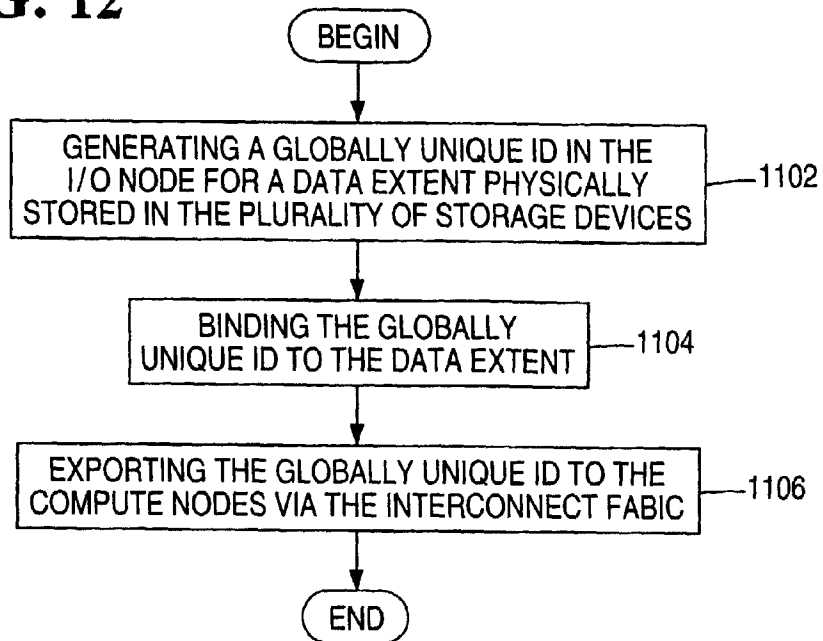 G. 12
BEGIN
GENERATING A GLOBALLY UNIQUE ID IN THE
I/O NODE FOR A DATA EXTENT PHYSICALLY
STORED IN THE PLURALITY OF STORAGE DEVICES
1102
BINDING THE GLOBALLY
UNIQUE ID TO THE DATA EXTENT
1104
EXPORTING THE GLOBALLY UNIQUE ID TO THE
COMPUTE NODES VIA THE INTERCONNECT FABIC
1106
END